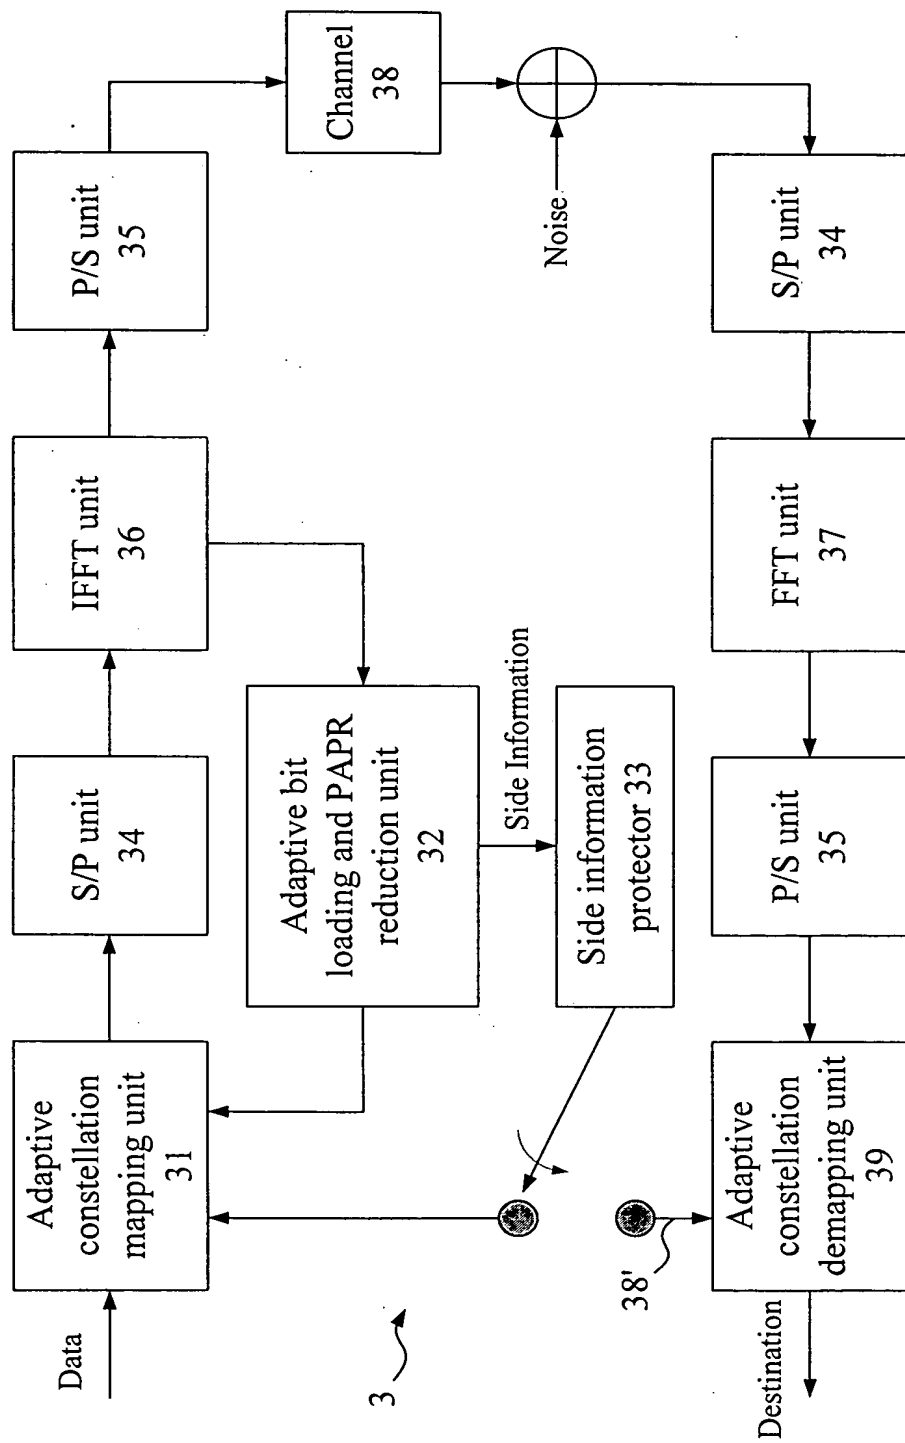 Data
Adaptive
constellation
mapping unit
31
S/P unit
34
IFFT unit
36
P/S unit
35
Channel
38
Noise
Adaptive bit
loading and PAPR
reduction unit
32
Side Information
Side information
protector 33
3
38'
S/P unit
34
FFT unit
37
P/S unit
35
Adaptive
constellation
demapping unit
39
Destination